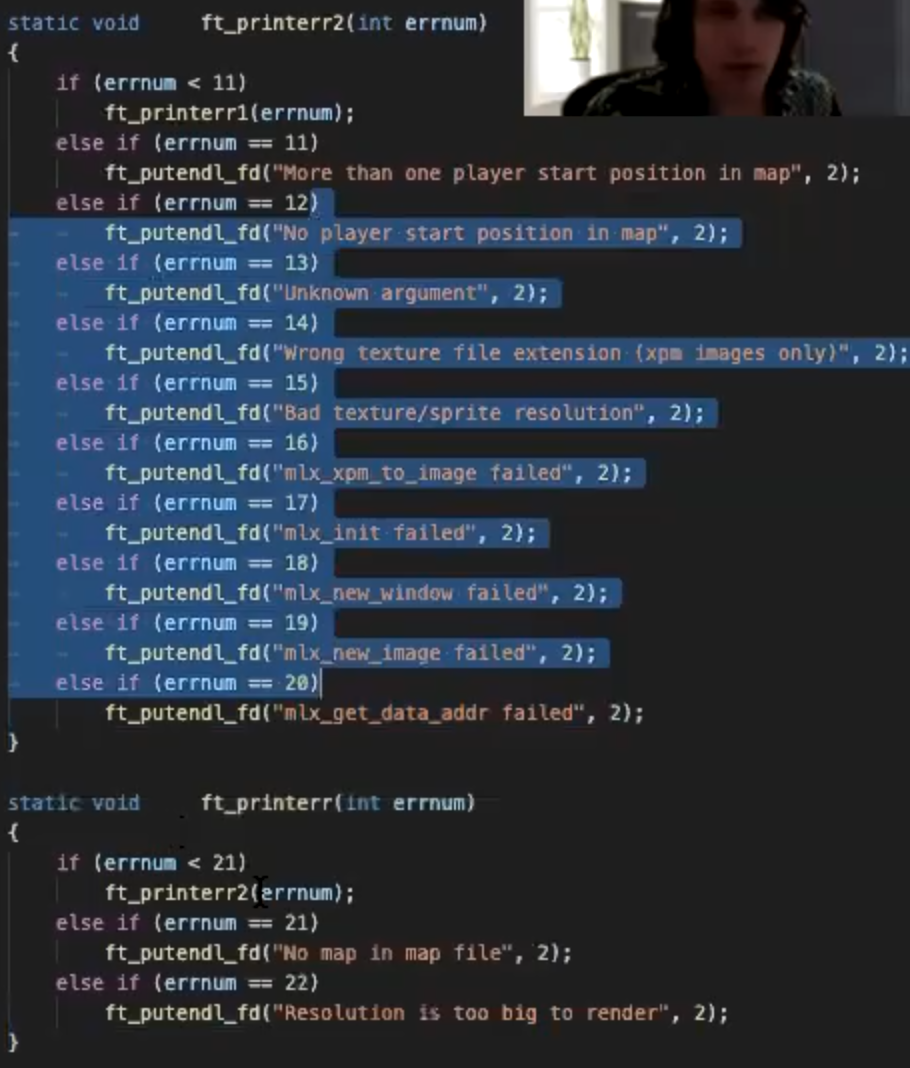 static void ft_printerr2(int errnum)
{
if (errnum < 11)
ft_printerr1(errnum);
else if (errnum == 11)
ft_putendl_fd("More than one player start position in map", 2);
else if (errnum == 12)
ft_putendl_fd("No player start position in map", 2);
else if (errnum == 13)
ft_putendl_fd("Unknown argument", 2);
else if (errnum == 14)
ft_putendl_fd("Wrong texture file extension (xpm images only)", 2);
else if (errnum == 15)
ft_putendl_fd("Bad texture/sprite resolution", 2);
else if (errnum == 16)
ft_putendl_fd("mlx_xpm_to_image failed", 2);
else if (errnum == 17)
ft_putendl_fd("mlx_init failed", 2);
else if (errnum == 18)
ft_putendl_fd("mlx_new_window failed", 2);
else if (errnum == 19)
ft_putendl_fd("mlx_new_image failed", 2);
else if (errnum == 20)
ft_putendl_fd("mlx_get_data_addr failed", 2);
}
static void ft_printerr(int errnum)
{
if (errnum < 21)
ft_printerr2(errnum);
else if (errnum == 21)
ft_putendl_fd("No map in map file", 2);
else if (errnum == 22)
ft_putendl_fd("Resolution is too big to render", 2);
}